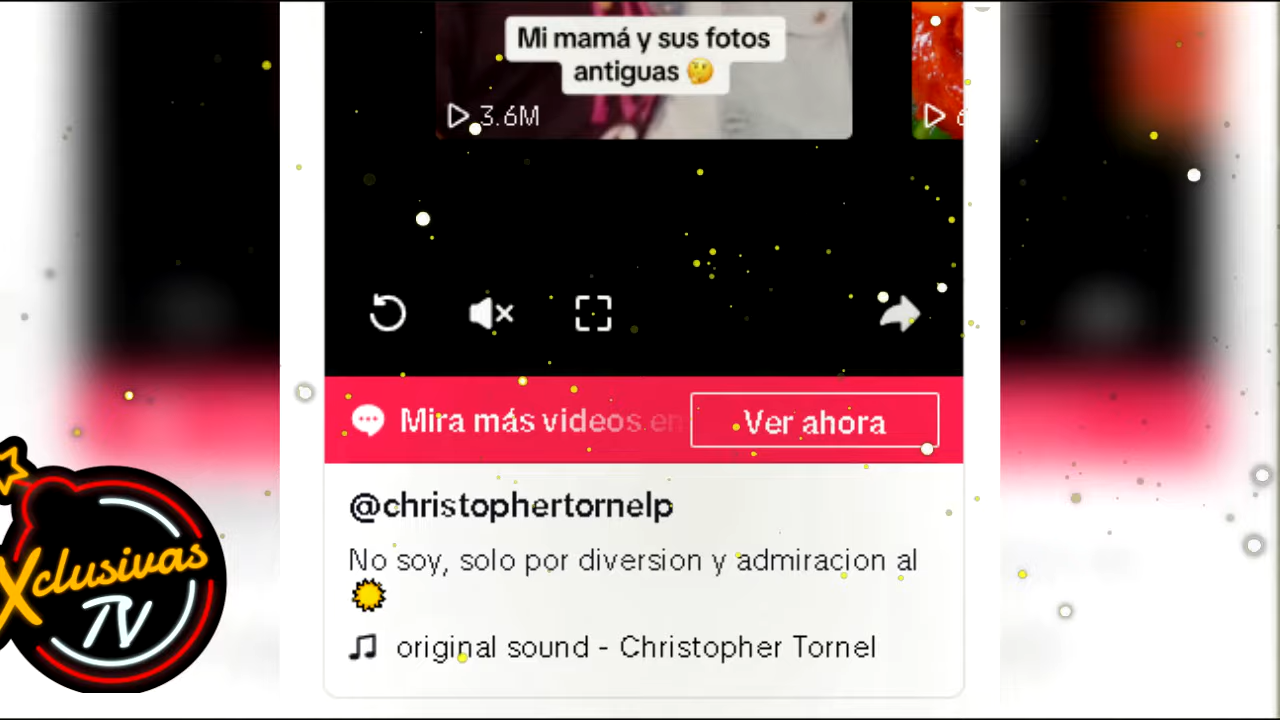 Mi mamá y sus fotos
antiguas 🤔
3.6M
Mira más videos en
Ver ahora
@christophertornelp
No soy, solo por diversion y admiracion al
original sound - Christopher Tornel
Xclusivas
TV